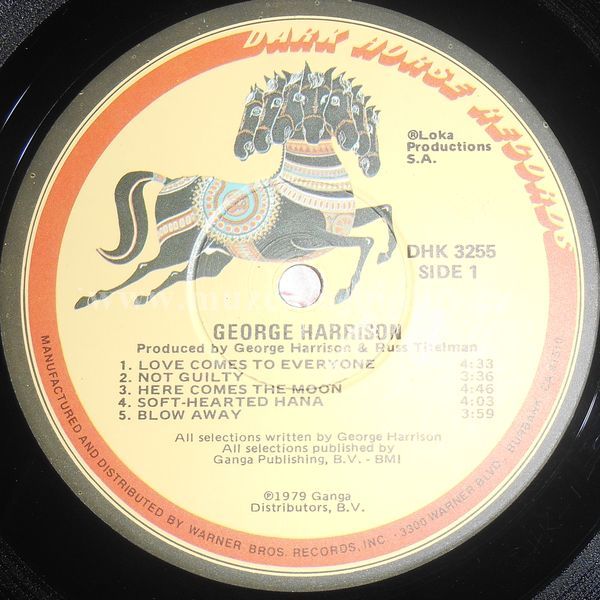 DARK HORSE RECORDS
®Loka
Productions
S.A.
DHK 3255
SIDE 1
GEORGE HARRISON
Produced by George Harrison & Russ Titelman
1. LOVE COMES TO EVERYONE 4:33
2. NOT GUILTY 3:36
3. HERE COMES THE MOON 4:46
4. SOFT-HEARTED HANA 4:03
5. BLOW AWAY 3:59
All selections written by George Harrison
All selections published by
Ganga Publishing, B.V. - BMI
℗1979 Ganga
Distributors, B.V.
MANUFACTURED AND DISTRIBUTED BY WARNER BROS. RECORDS, INC. · 3300 WARNER BLVD., BURBANK, CA 91510